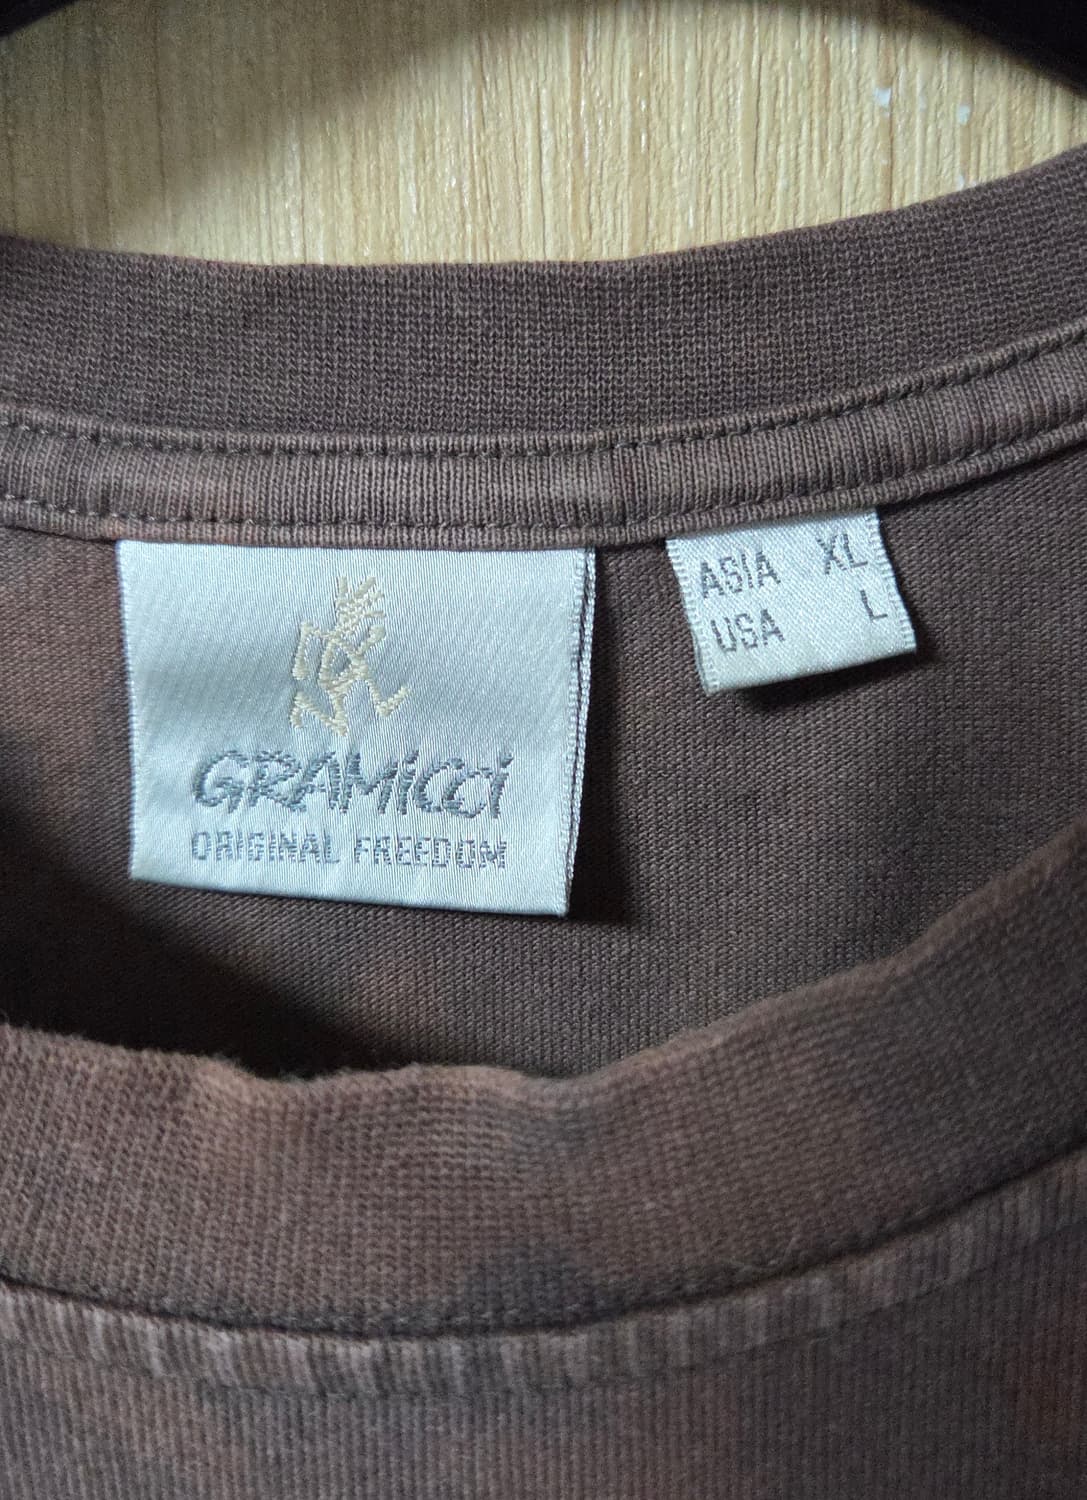 GRAMiCCi
ORIGINAL FREEDOM
ASIA XL
USA L